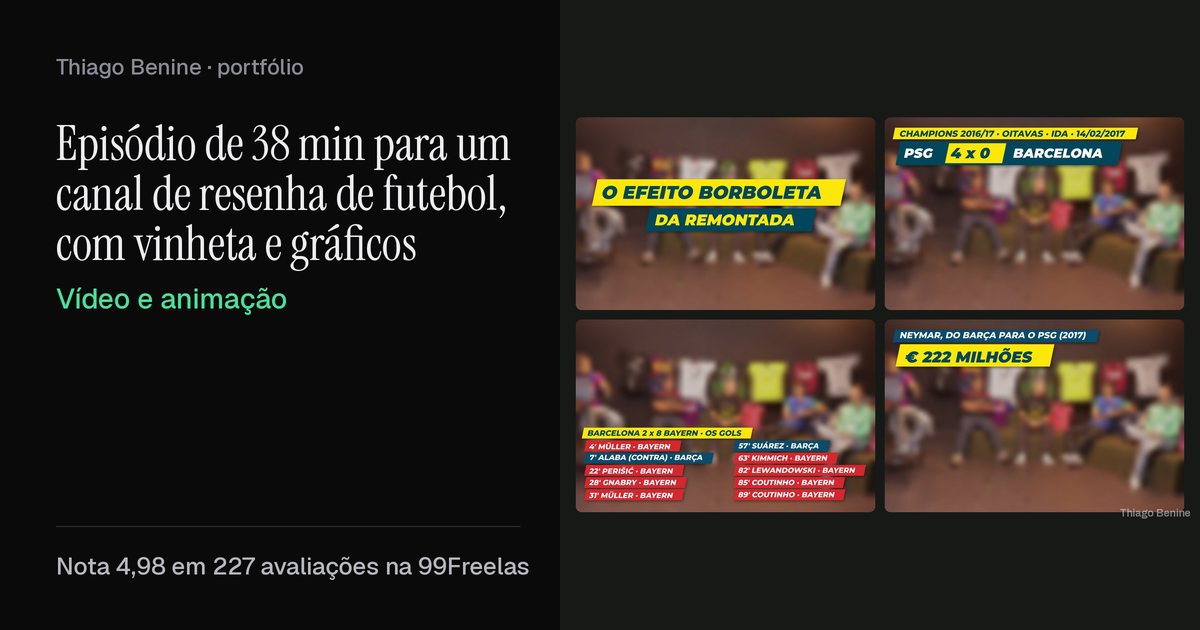 Thiago Benine · portfólio
Episódio de 38 min para um
canal de resenha de futebol,
com vinheta e gráficos
Vídeo e animação
Nota 4,98 em 227 avaliações na 99Freelas
O EFEITO BORBOLETA
DA REMONTADA
CHAMPIONS 2016/17 · OITAVAS · IDA · 14/02/2017
PSG 4 x 0 BARCELONA
BARCELONA 2 x 8 BAYERN · OS GOLS
4' MÜLLER · BAYERN
7' ALABA (CONTRA) · BARÇA
22' PERIŠIĆ · BAYERN
28' GNABRY · BAYERN
31' MÜLLER · BAYERN
57' SUÁREZ · BARÇA
63' KIMMICH · BAYERN
82' LEWANDOWSKI · BAYERN
85' COUTINHO · BAYERN
89' COUTINHO · BAYERN
NEYMAR, DO BARÇA PARA O PSG (2017)
€ 222 MILHÕES
Thiago Benine